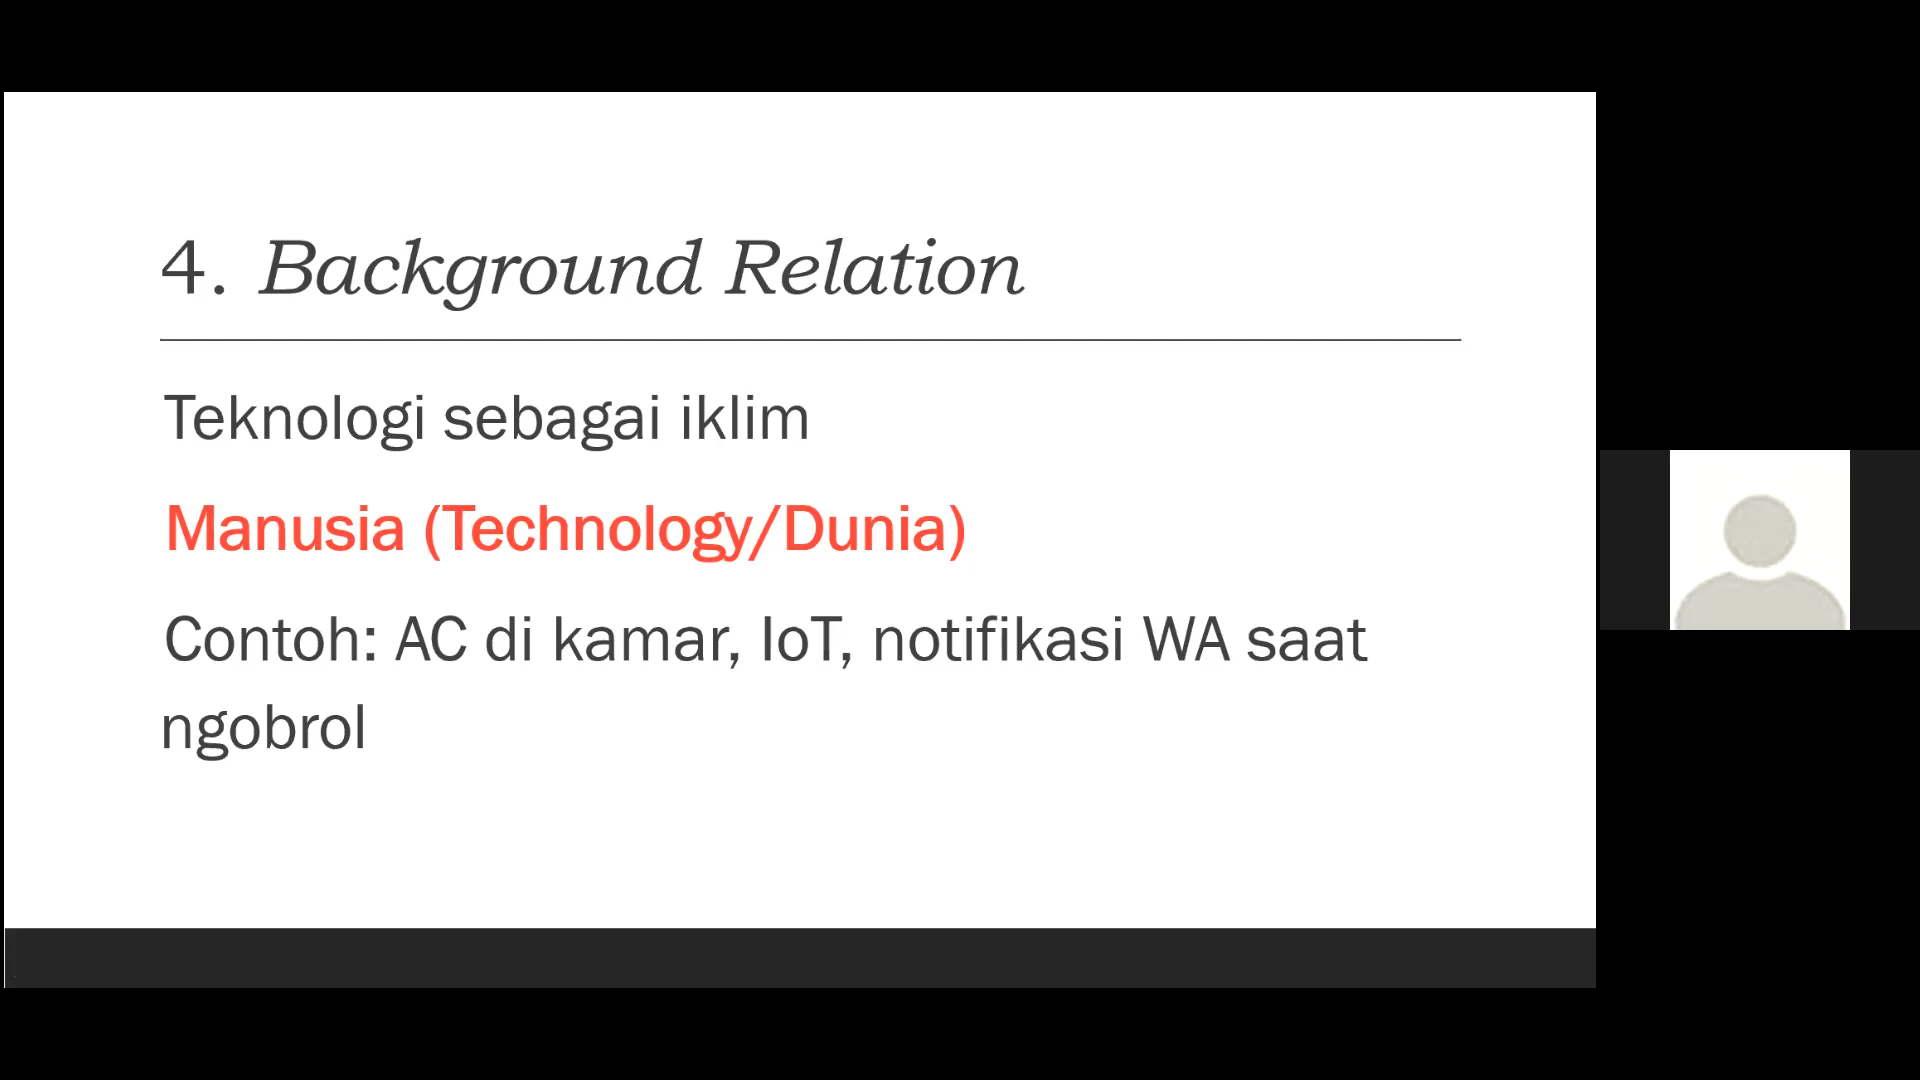 4. Background Relation
Teknologi sebagai iklim
Manusia (Technology/Dunia)
Contoh: AC di kamar, IoT, notifikasi WA saat
ngobrol